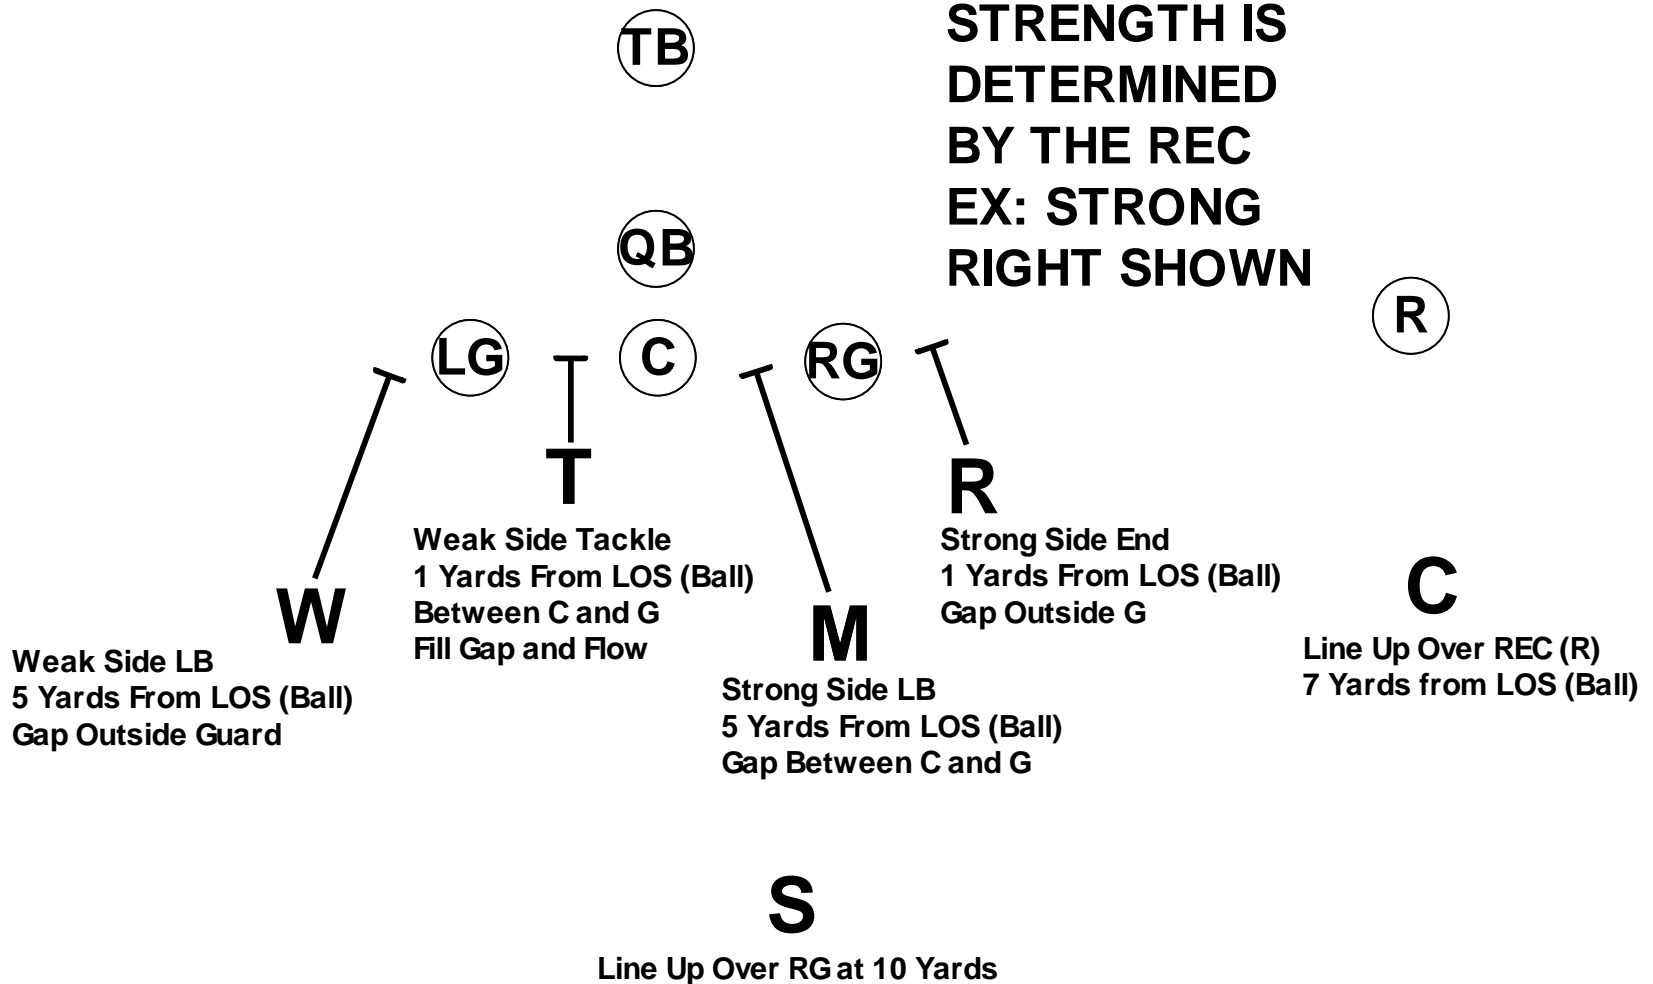 TB
STRENGTH IS
DETERMINED
BY THE REC
EX: STRONG
RIGHT SHOWN
QB
R
LG
C
RG
T
Weak Side Tackle
1 Yards From LOS (Ball)
Between C and G
Fill Gap and Flow
R
Strong Side End
1 Yards From LOS (Ball)
Gap Outside G
W
Weak Side LB
5 Yards From LOS (Ball)
Gap Outside Guard
M
Strong Side LB
5 Yards From LOS (Ball)
Gap Between C and G
C
Line Up Over REC (R)
7 Yards from LOS (Ball)
S
Line Up Over RG at 10 Yards